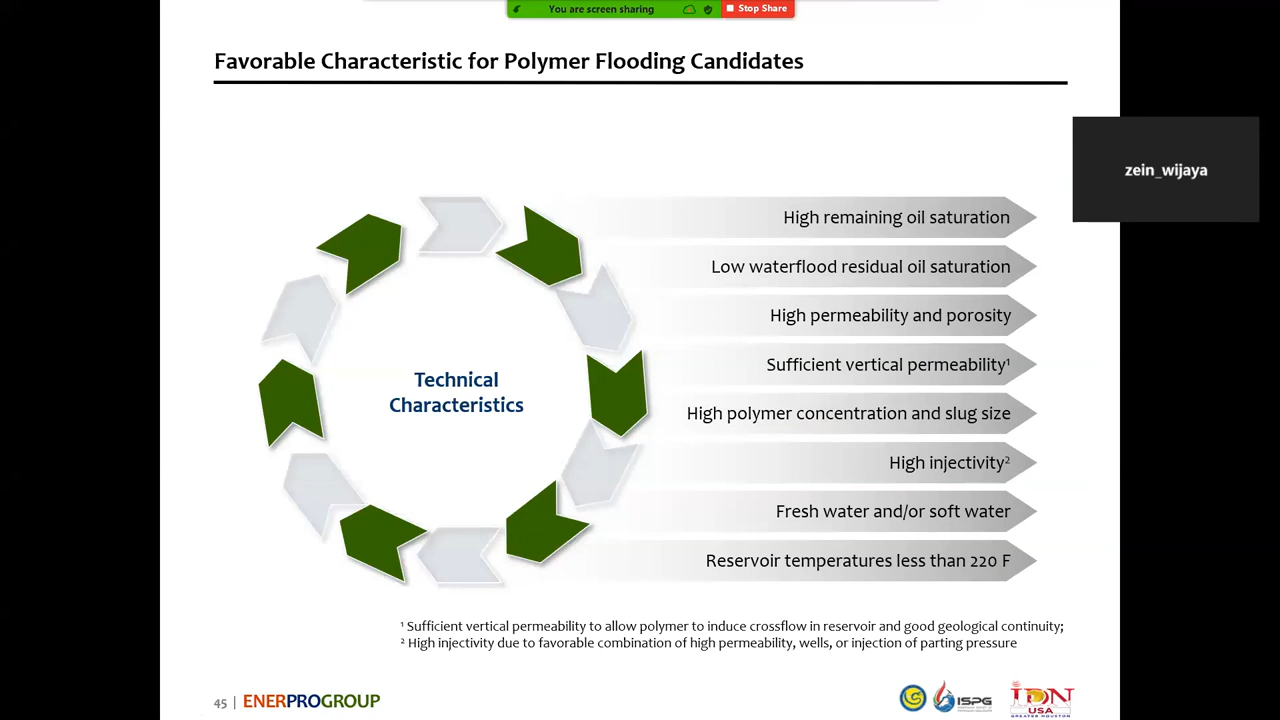 You are screen sharing
Stop Share
Favorable Characteristic for Polymer Flooding Candidates
zein_wijaya
High remaining oil saturation
Low waterflood residual oil saturation
High permeability and porosity
Sufficient vertical permeability¹
High polymer concentration and slug size
High injectivity²
Fresh water and/or soft water
Reservoir temperatures less than 220 F
Technical
Characteristics
¹ Sufficient vertical permeability to allow polymer to induce crossflow in reservoir and good geological continuity;
² High injectivity due to favorable combination of high permeability, wells, or injection of parting pressure
45 | ENERPROGROUP
ISPG
IDN
USA
GREATER HOUSTON